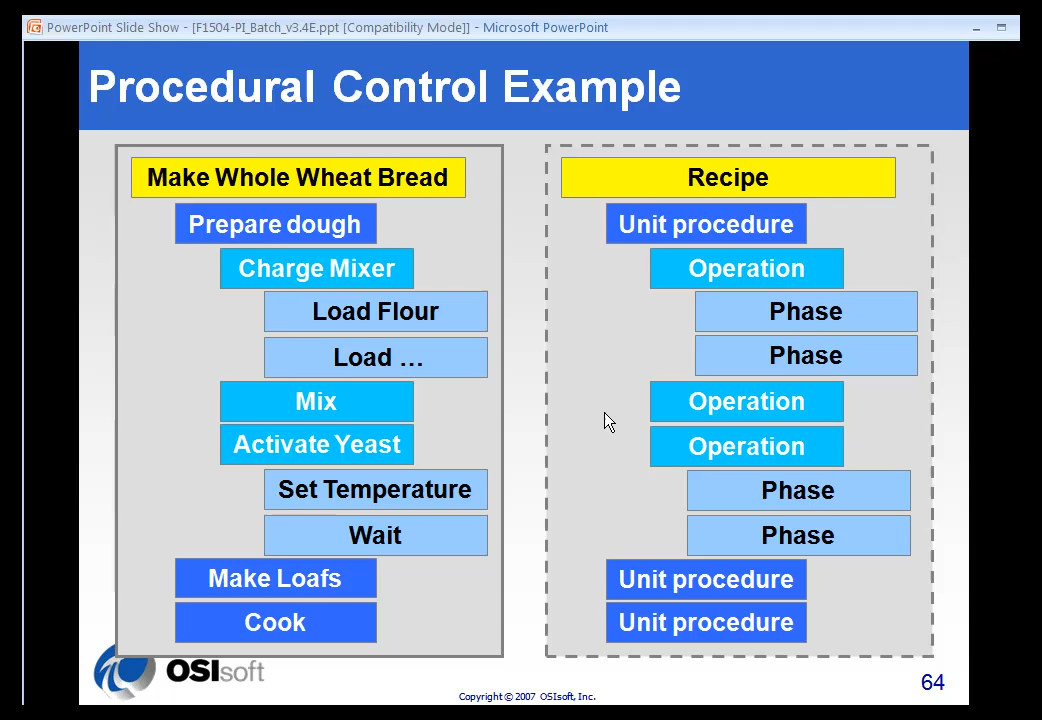 PowerPoint Slide Show - [F1504-PI_Batch_v3.4E.ppt [Compatibility Mode]] - Microsoft PowerPoint
Procedural Control Example
Make Whole Wheat Bread
Prepare dough
Charge Mixer
Load Flour
Load …
Mix
Activate Yeast
Set Temperature
Wait
Make Loafs
Cook
Recipe
Unit procedure
Operation
Phase
Phase
Operation
Operation
Phase
Phase
Unit procedure
Unit procedure
OSIsoft
Copyright © 2007 OSIsoft, Inc.
64